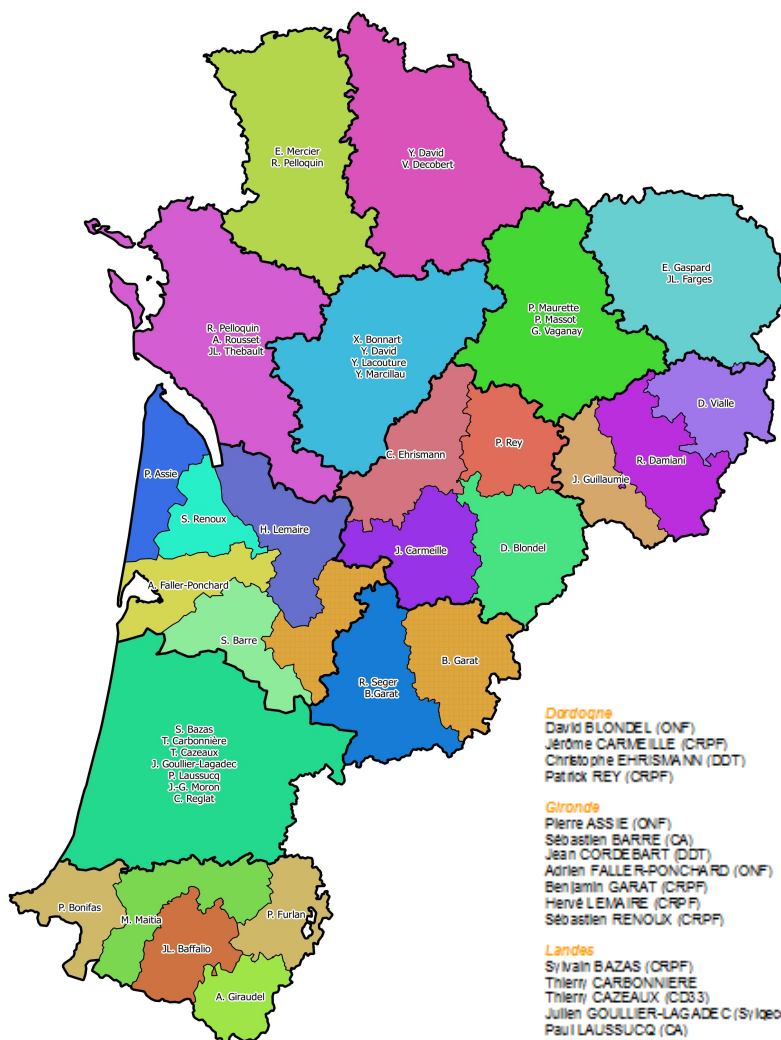 E. Mercier
R. Pelloquin
Y. David
V. Decobert
E. Gaspard
JL. Farges
P. Maurette
P. Massot
G. Vaganay
R. Pelloquin
A. Rousset
JL. Thebault
X. Bonnart
Y. David
Y. Lacouture
Y. Marcillau
D. Vialle
C. Ehrismann
P. Rey
R. Damiani
P. Assie
J. Guillaumie
S. Renoux
H. Lemaire
J. Carmeille
D. Blondel
A. Faller-Ponchard
S. Barre
B. Garat
R. Seger
B.Garat
S. Bazas
T. Carbonnière
T. Cazeaux
J. Goullier-Lagadec
P. Laussucq
J.-G. Moron
C. Reglat
P. Bonifas
M. Maitia
P. Furlan
JL. Baffalio
A. Giraudel
Dordogne
David BLONDEL (ONF)
Jérôme CARMEILLE (CRPF)
Christophe EHRISMANN (DDT)
Patrick REY (CRPF)
Gironde
Pierre ASSIE (ONF)
Sébastien BARRE (CA)
Jean CORDEBART (DDT)
Adrien FALLER-PONCHARD (ONF)
Benjamin GARAT (CRPF)
Hervé LEMAIRE (CRPF)
Sébastien RENOUX (CRPF)
Landes
Sylvain BAZAS (CRPF)
Thierry CARBONNIERE
Thierry CAZEAUX (CD33)
Julien GOULLIER-LAGADEC (Sylgec
Paul LAUSSUCQ (CA)